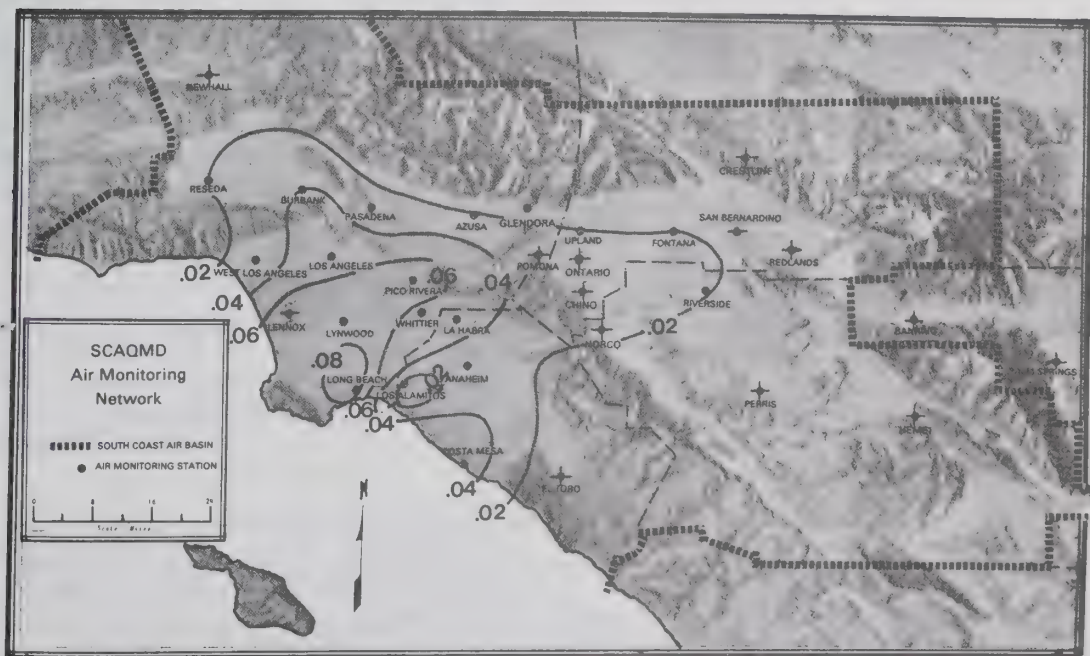 NEWHALL
CRESTLINE
RESEDA
BURBANK
PASADENA
AZUSA
GLENDORA
SAN BERNARDINO
UPLAND
FONTANA
REDLANDS
.02
WEST LOS ANGELES
LOS ANGELES
POMONA
ONTARIO
.06
.04
PICO RIVERA
CHINO
RIVERSIDE
.04
.06
LENNOX
LYNWOOD
WHITTIER
LA HABRA
NORCO
.02
BANNING
SCAQMD
Air Monitoring
Network
.08
LONG BEACH
LOS ALAMITOS
.02
ANAHEIM
PERRIS
SPRINGS
.06
.04
HEMET
SOUTH COAST AIR BASIN
AIR MONITORING STATION
COSTA MESA
.04
.02
EL TORO
N
0 8 16 24
Scale Miles